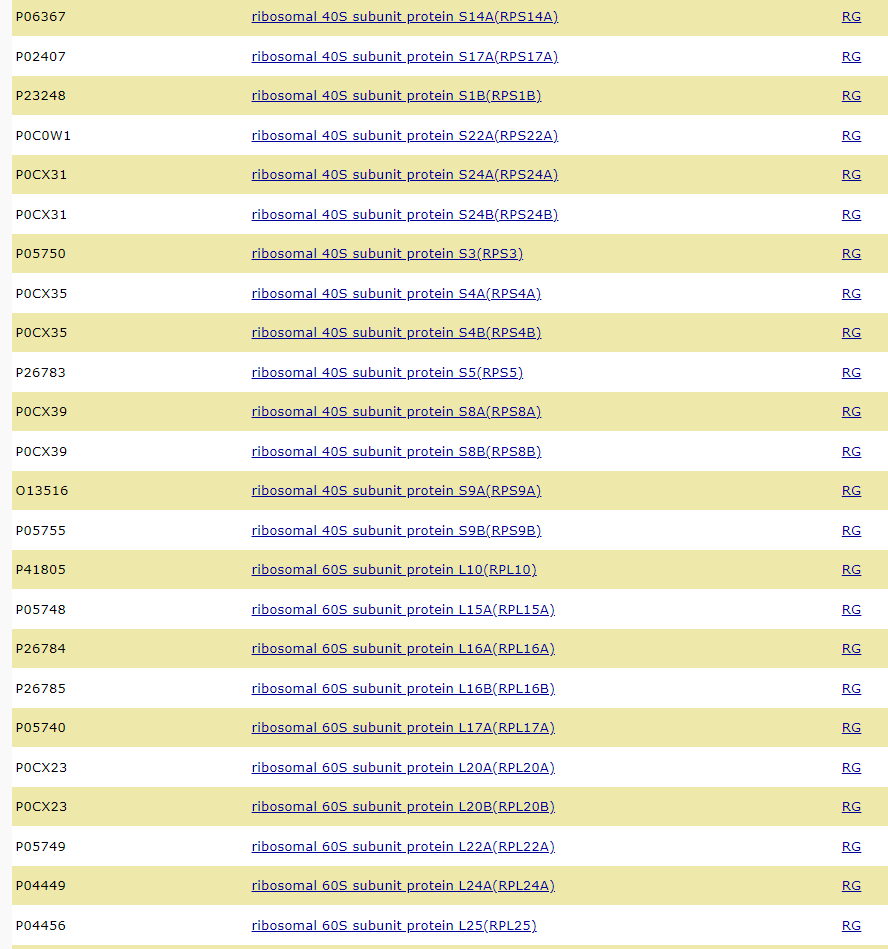 P06367 ribosomal 40S subunit protein S14A(RPS14A) RG
P02407 ribosomal 40S subunit protein S17A(RPS17A) RG
P23248 ribosomal 40S subunit protein S1B(RPS1B) RG
P0C0W1 ribosomal 40S subunit protein S22A(RPS22A) RG
P0CX31 ribosomal 40S subunit protein S24A(RPS24A) RG
P0CX31 ribosomal 40S subunit protein S24B(RPS24B) RG
P05750 ribosomal 40S subunit protein S3(RPS3) RG
P0CX35 ribosomal 40S subunit protein S4A(RPS4A) RG
P0CX35 ribosomal 40S subunit protein S4B(RPS4B) RG
P26783 ribosomal 40S subunit protein S5(RPS5) RG
P0CX39 ribosomal 40S subunit protein S8A(RPS8A) RG
P0CX39 ribosomal 40S subunit protein S8B(RPS8B) RG
O13516 ribosomal 40S subunit protein S9A(RPS9A) RG
P05755 ribosomal 40S subunit protein S9B(RPS9B) RG
P41805 ribosomal 60S subunit protein L10(RPL10) RG
P05748 ribosomal 60S subunit protein L15A(RPL15A) RG
P26784 ribosomal 60S subunit protein L16A(RPL16A) RG
P26785 ribosomal 60S subunit protein L16B(RPL16B) RG
P05740 ribosomal 60S subunit protein L17A(RPL17A) RG
P0CX23 ribosomal 60S subunit protein L20A(RPL20A) RG
P0CX23 ribosomal 60S subunit protein L20B(RPL20B) RG
P05749 ribosomal 60S subunit protein L22A(RPL22A) RG
P04449 ribosomal 60S subunit protein L24A(RPL24A) RG
P04456 ribosomal 60S subunit protein L25(RPL25) RG